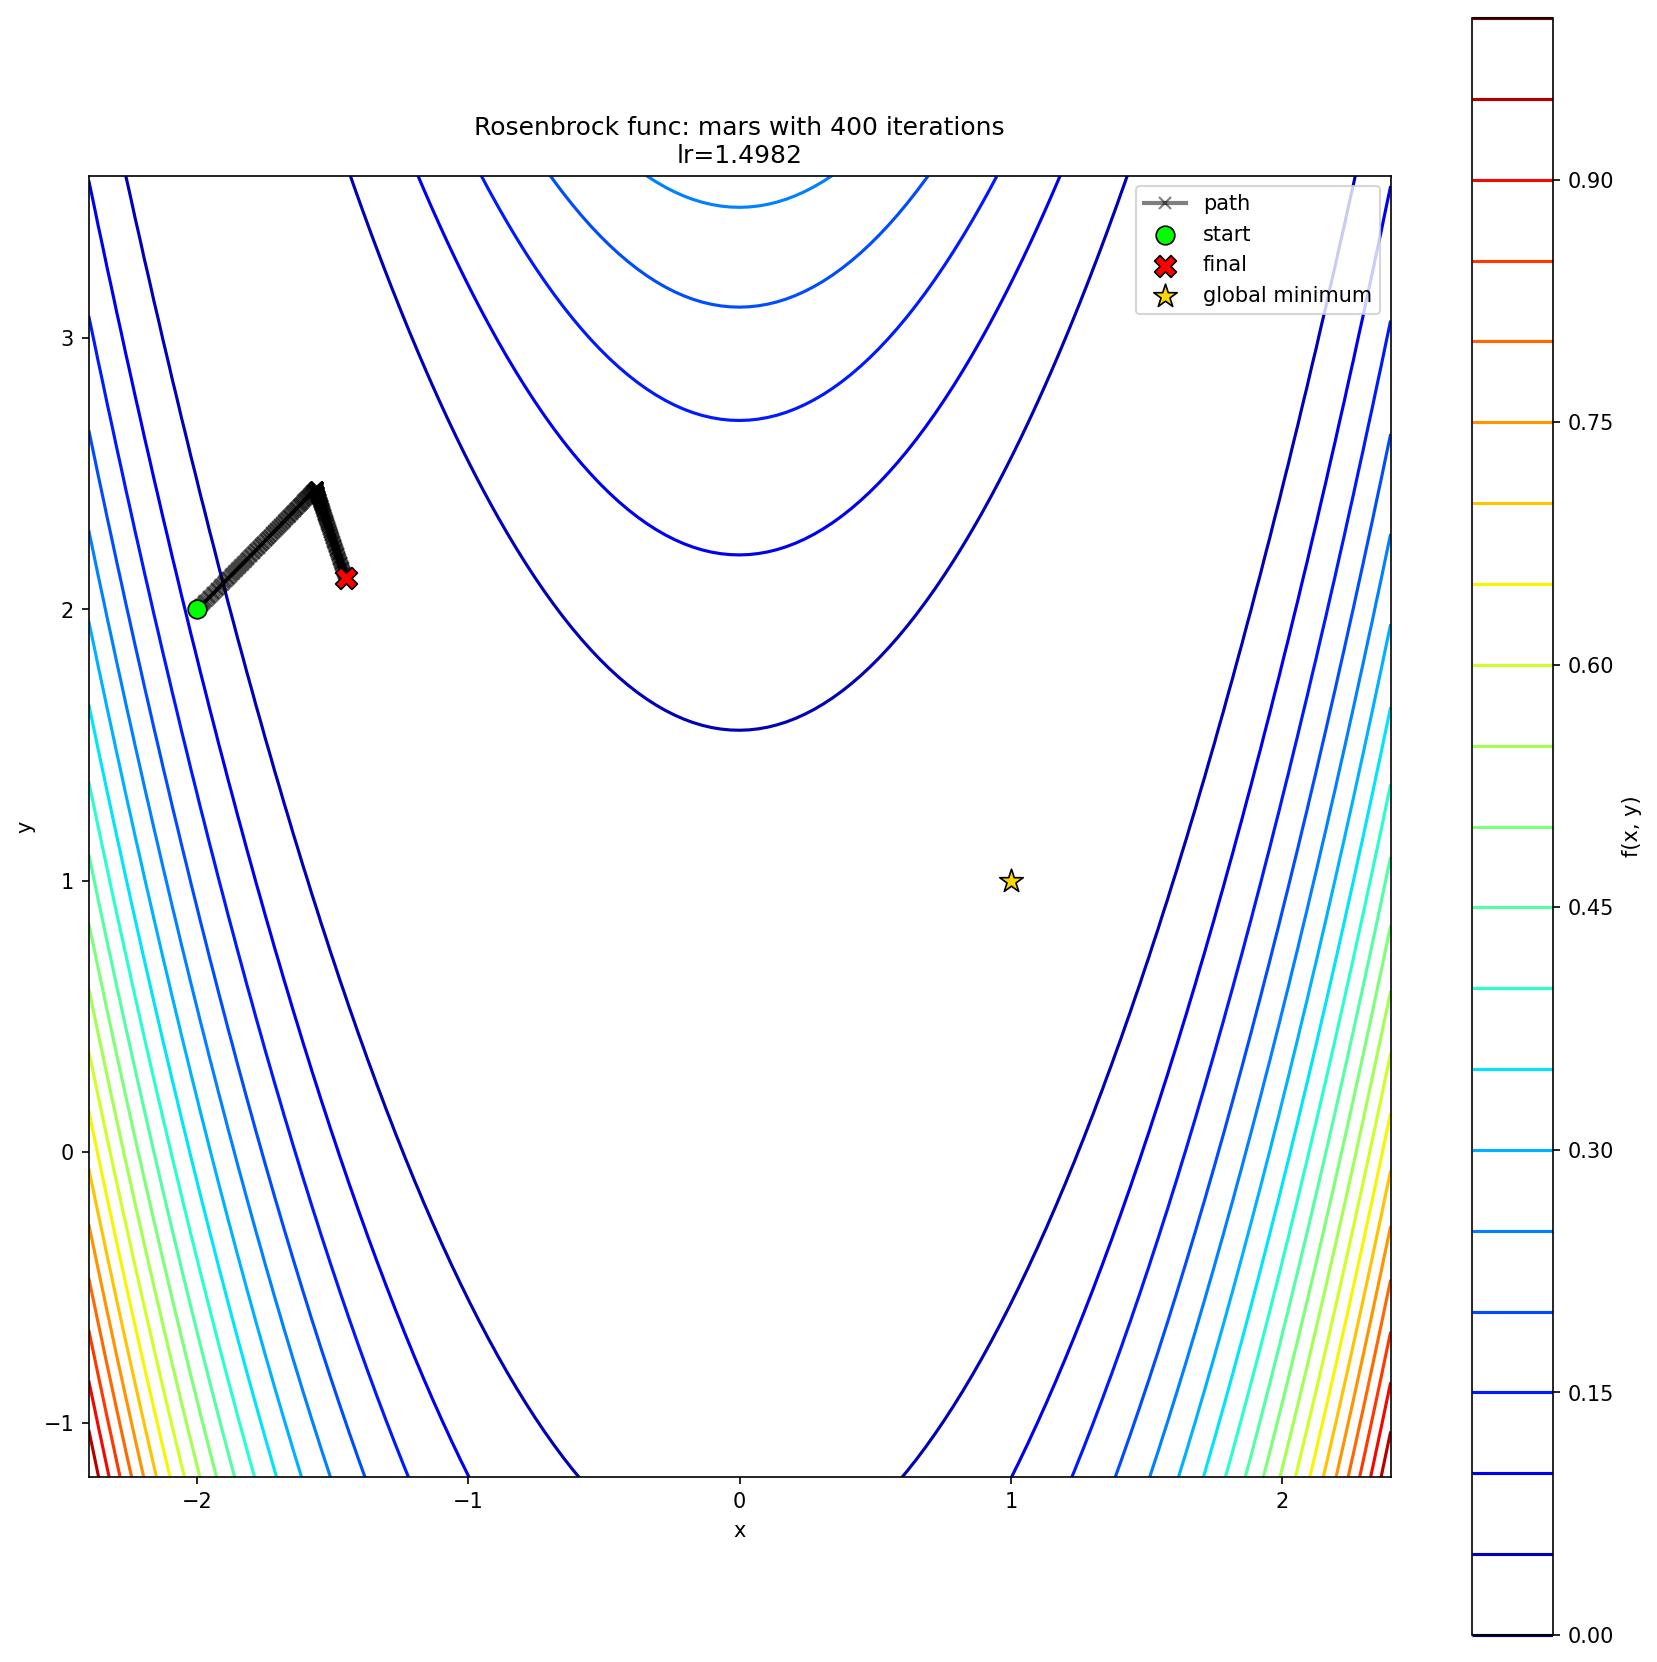 Rosenbrock func: mars with 400 iterations
lr=1.4982
path
start
final
global minimum
3
2
1
0
−1
y
−2
−1
0
1
2
x
0.90
0.75
0.60
0.45
0.30
0.15
0.00
f(x, y)